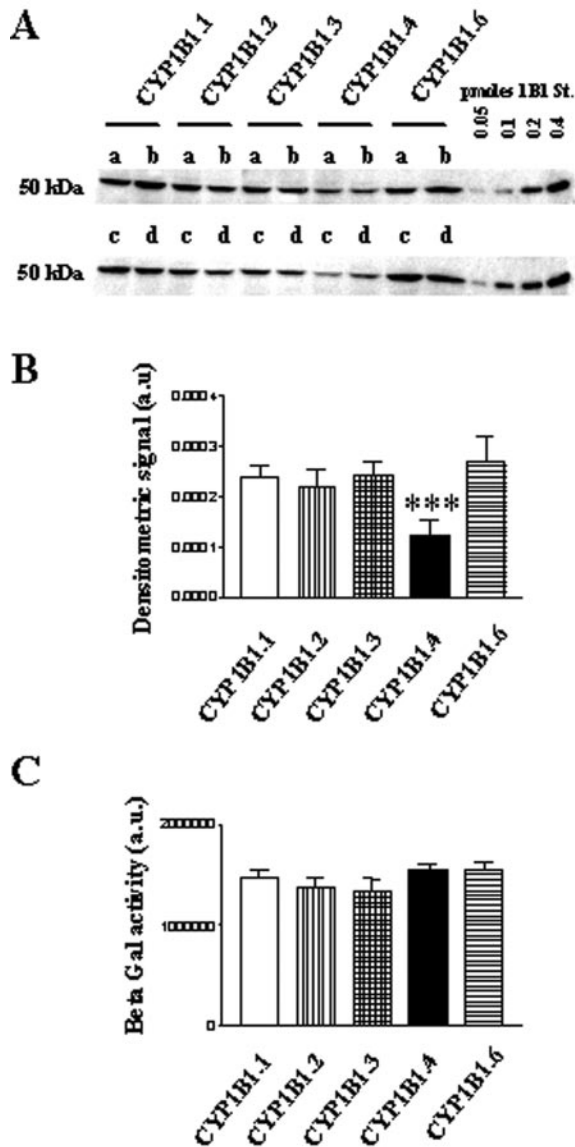 A
CYP1B1.1 CYP1B1.2 CYP1B1.3 CYP1B1.4 CYP1B1.6
pmoles 1B1 St.
0.05 0.1 0.2 0.4
a b a b a b a b a b
50 kDa
c d c d c d c d c d
50 kDa
B
Densitometric signal (a.u)
0.0004
0.0003
0.0002
0.0001
0.0000
***
CYP1B1.1 CYP1B1.2 CYP1B1.3 CYP1B1.4 CYP1B1.6
C
Beta Gal activity (a.u.)
2000000
1000000
0
CYP1B1.1 CYP1B1.2 CYP1B1.3 CYP1B1.4 CYP1B1.6